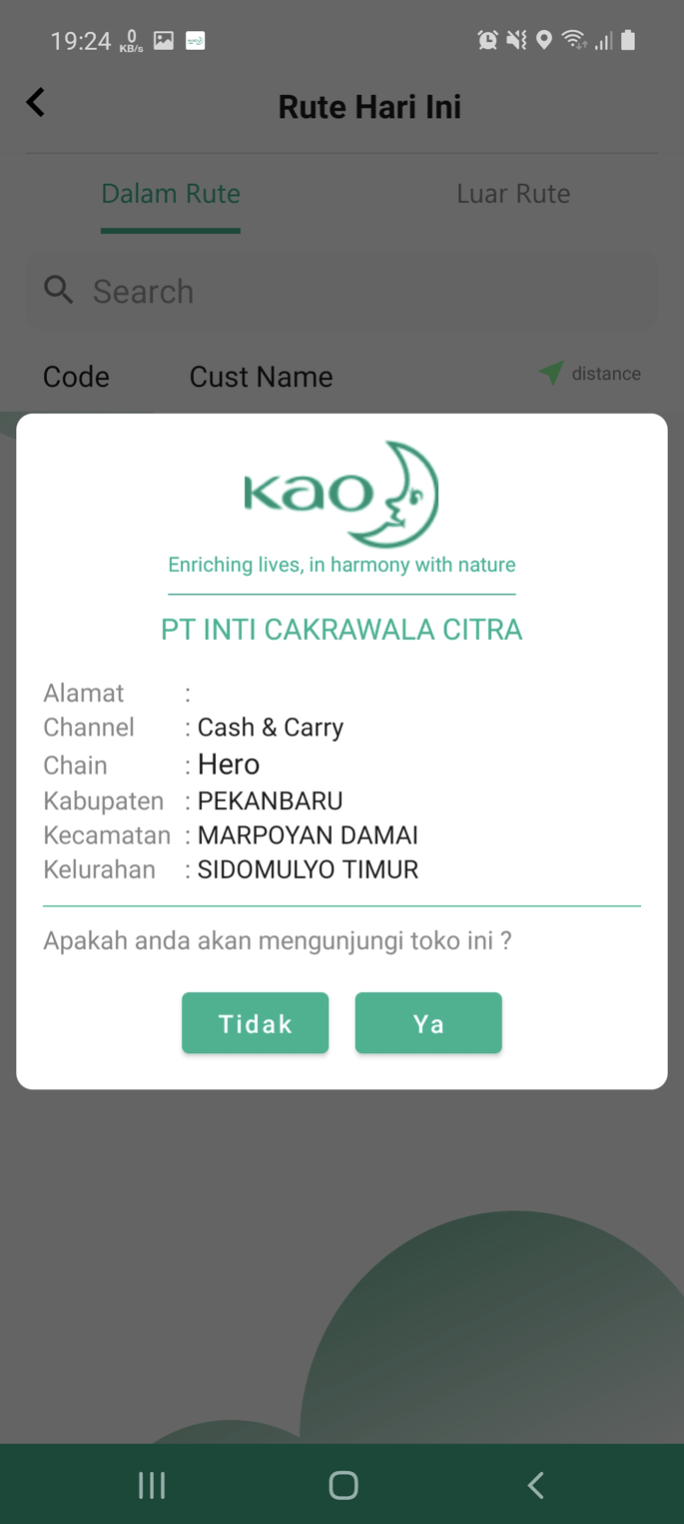 19:24 0 KB/s
Rute Hari Ini
Dalam Rute Luar Rute
Search
Code Cust Name distance
Kao
Enriching lives, in harmony with nature
PT INTI CAKRAWALA CITRA
Alamat :
Channel : Cash & Carry
Chain : Hero
Kabupaten : PEKANBARU
Kecamatan : MARPOYAN DAMAI
Kelurahan : SIDOMULYO TIMUR
Apakah anda akan mengunjungi toko ini ?
Tidak Ya